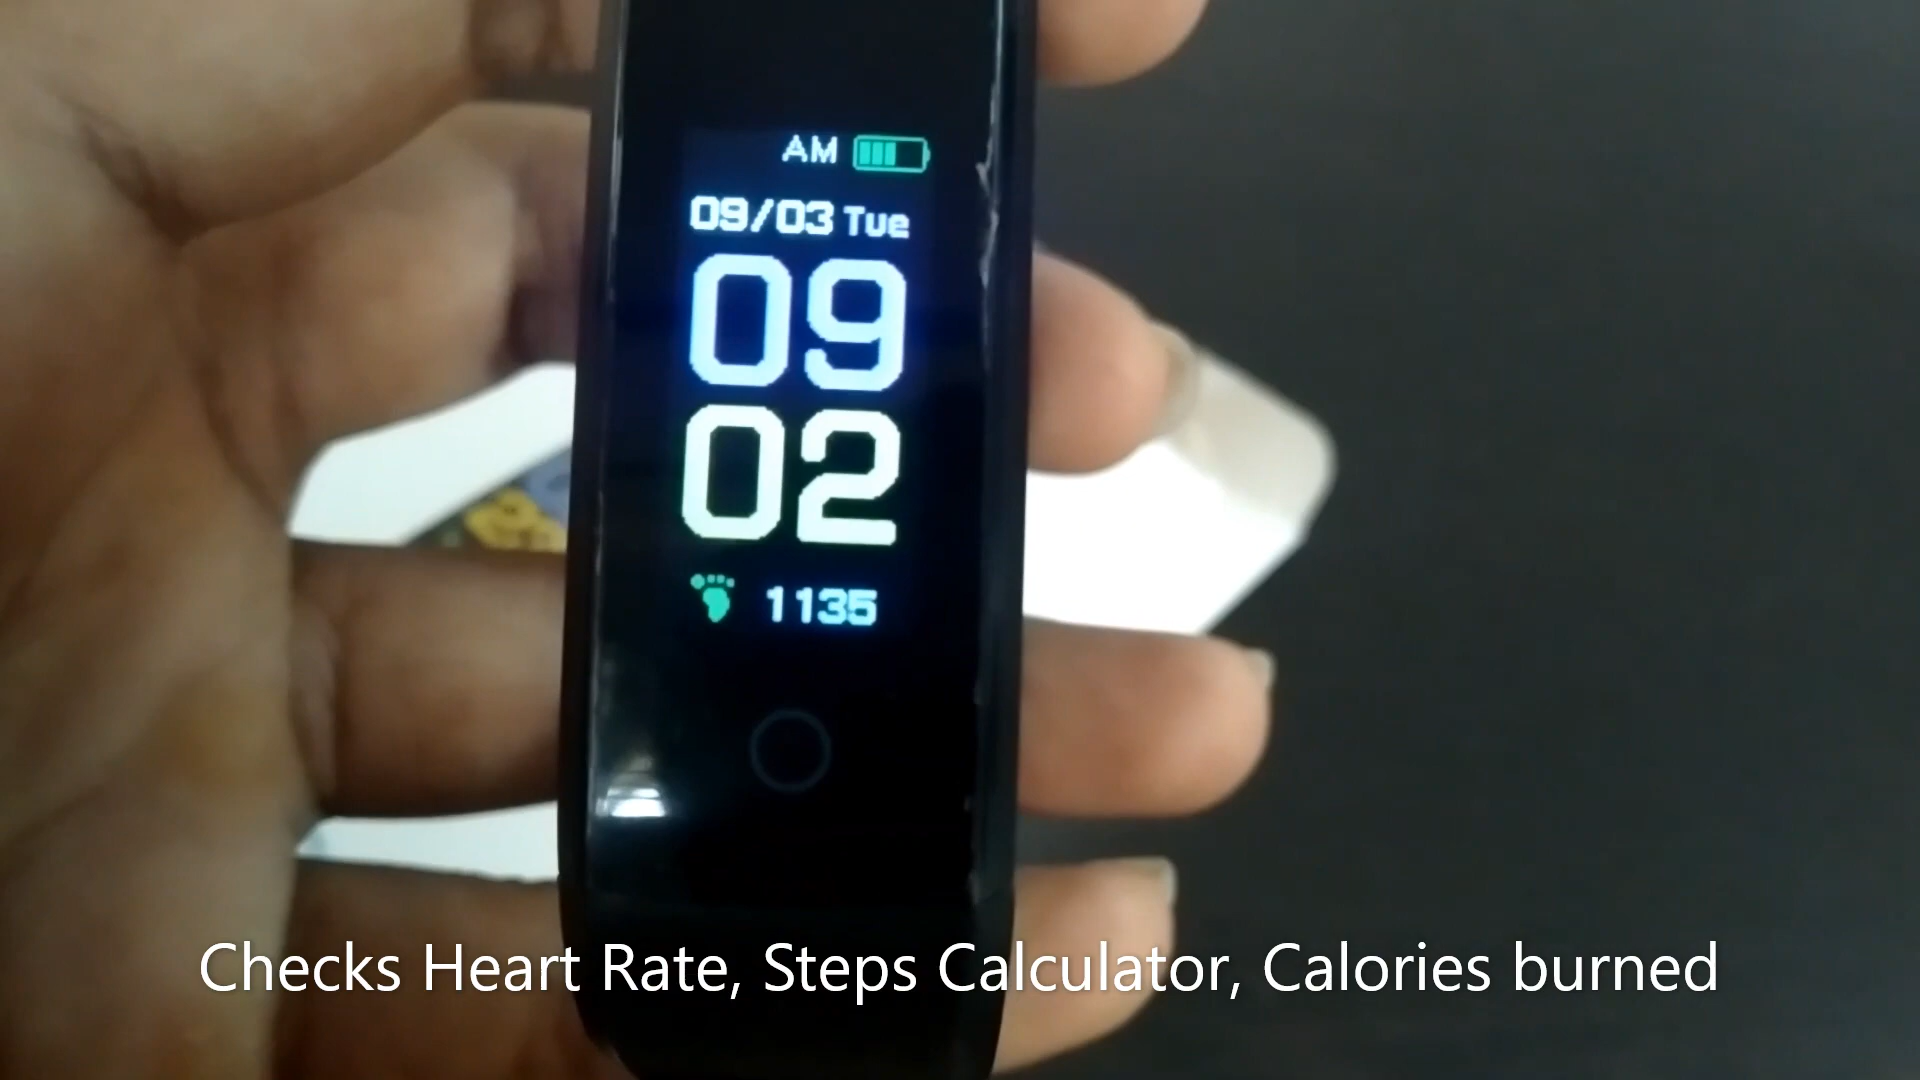 AM
09/03 Tue
09
02
1135
Checks Heart Rate, Steps Calculator, Calories burned